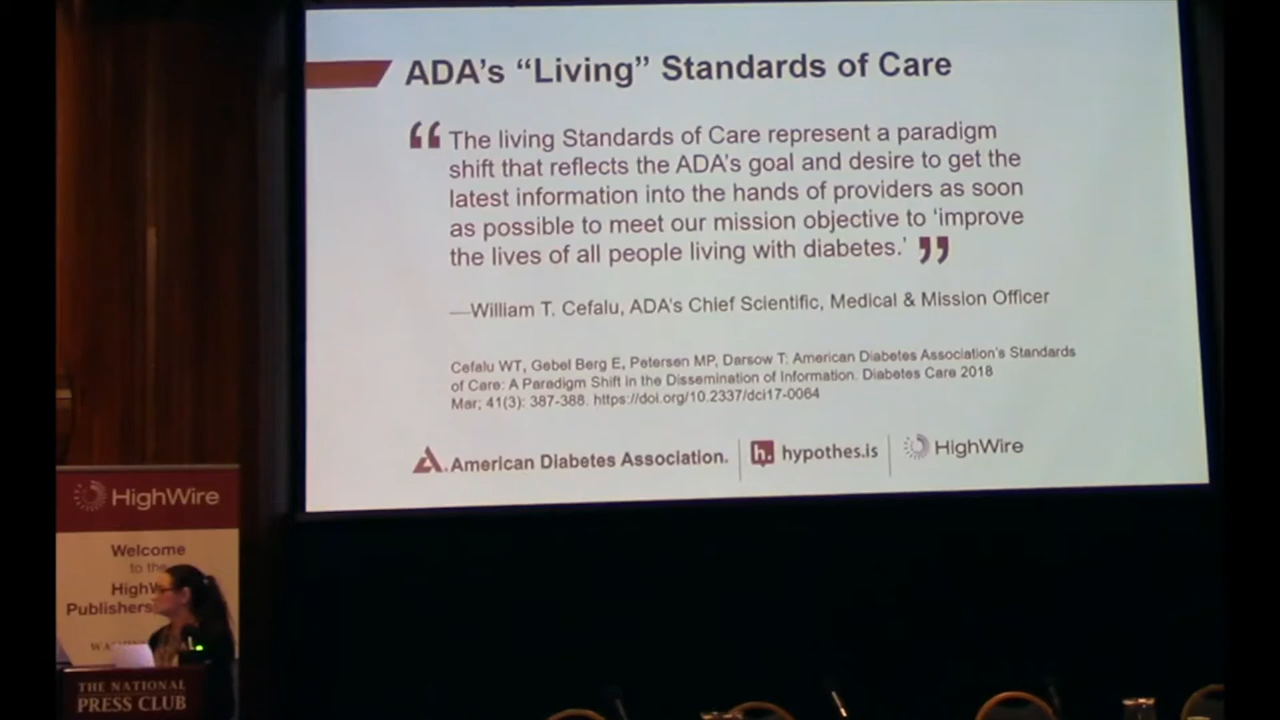 ADA's “Living” Standards of Care
“ The living Standards of Care represent a paradigm
shift that reflects the ADA's goal and desire to get the
latest information into the hands of providers as soon
as possible to meet our mission objective to ‘improve
the lives of all people living with diabetes.’ ”
—William T. Cefalu, ADA's Chief Scientific, Medical & Mission Officer
Cefalu WT, Gebel Berg E, Petersen MP, Darsow T: American Diabetes Association's Standards
of Care: A Paradigm Shift in the Dissemination of Information. Diabetes Care 2018
Mar; 41(3): 387-388. https://doi.org/10.2337/dci17-0064
American Diabetes Association.
h. hypothes.is
HighWire
HighWire
Welcome
to the
HighW
Publishers
THE NATIONAL
PRESS CLUB